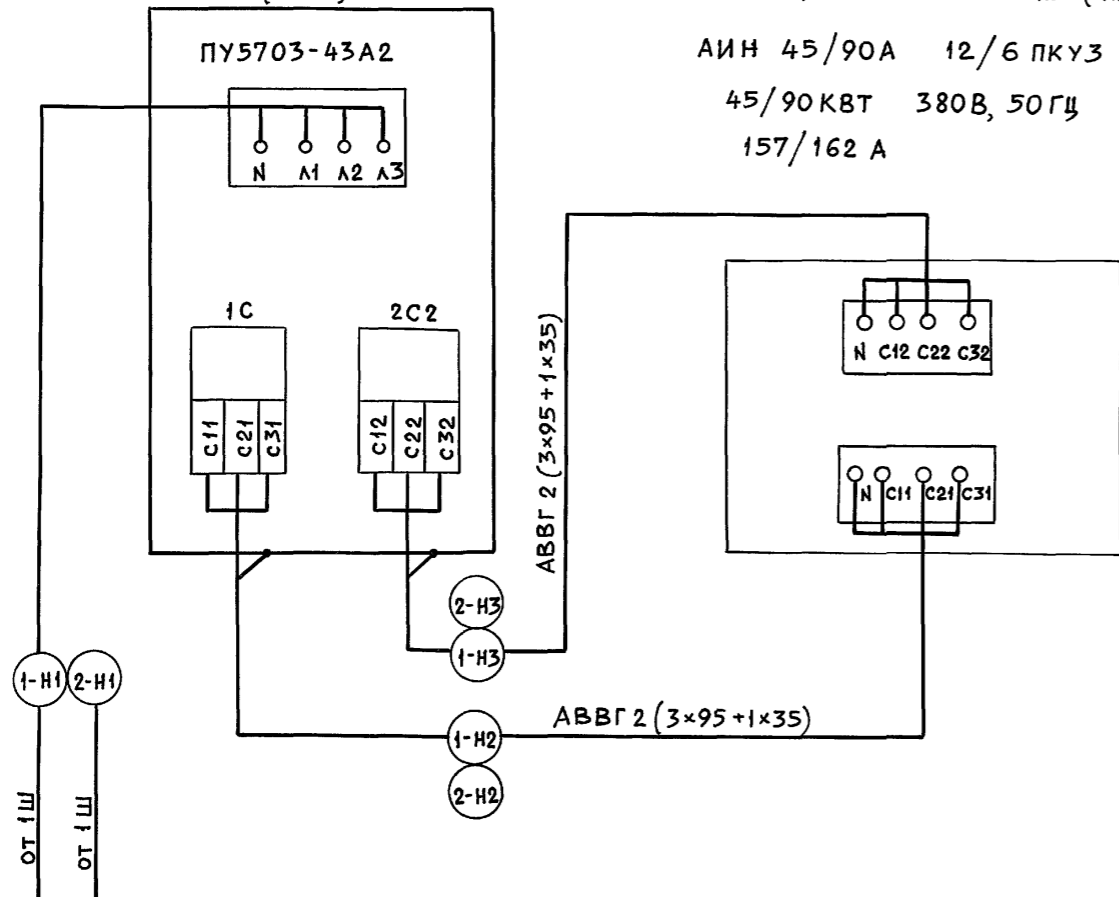 ПУ5703-43А2
АИН 45/90А 12/6 ПКУ3
45/90 КВТ 380В, 50ГЦ
157/162 А
N Л1 Л2 Л3
1С 2С2
С11 С21 С31 С12 С22 С32
N С12 С22 С32
N С11 С21 С31
АВВГ 2 (3×95+1×35)
2-Н3
1-Н3
1-Н1 2-Н1
1-Н2
АВВГ 2 (3×95+1×35)
2-Н2
от 1Ш
от 1Ш